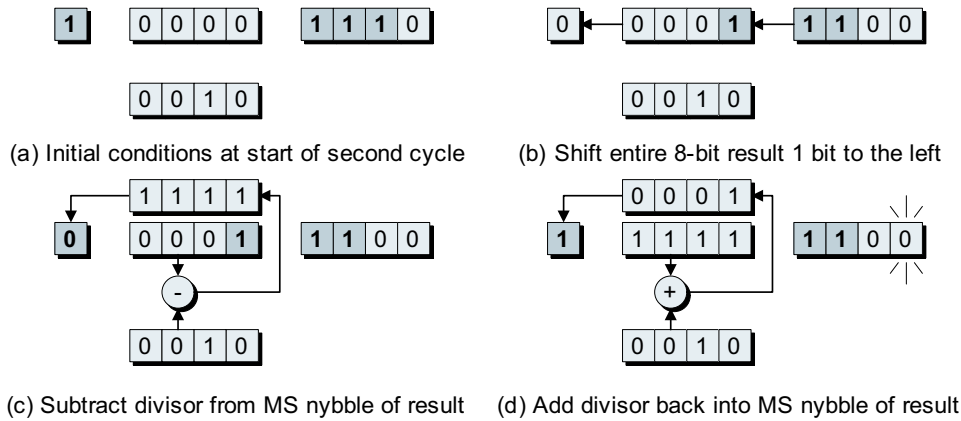 1 0 0 0 0 1 1 1 0
0 0 1 0
(a) Initial conditions at start of second cycle
0 0 0 0 1 1 1 0 0
0 0 1 0
(b) Shift entire 8-bit result 1 bit to the left
1 1 1 1
0 0 0 0 1 1 1 0 0
-
0 0 1 0
(c) Subtract divisor from MS nybble of result
0 0 0 1
1 1 1 1 1 1 1 0 0
+
0 0 1 0
(d) Add divisor back into MS nybble of result